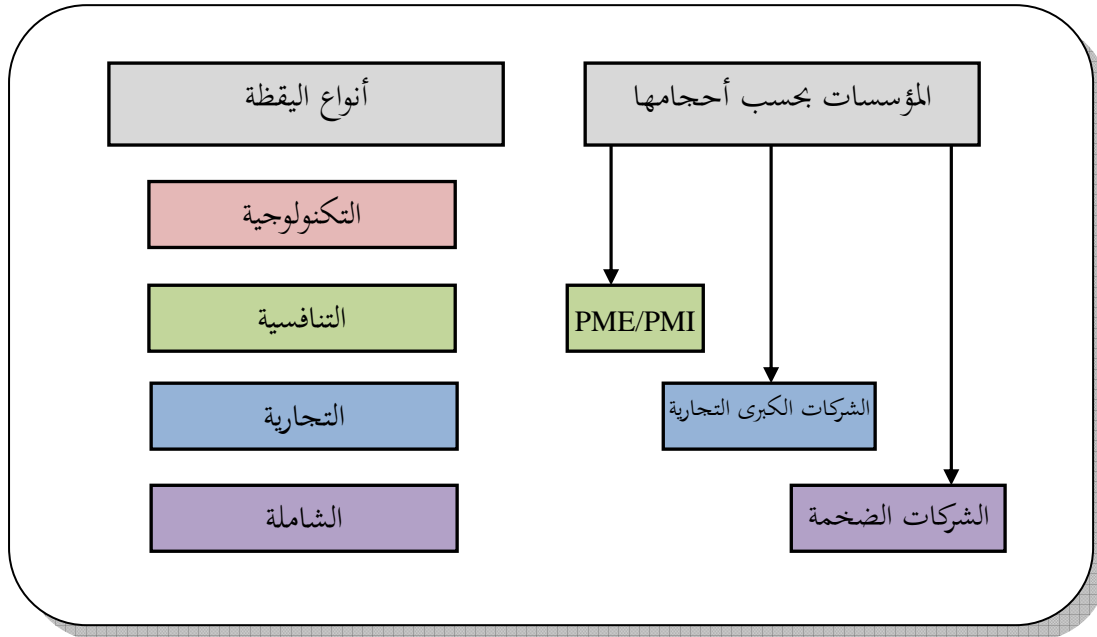 المؤسسات بحسب أحجامها
أنواع اليقظة
التكنولوجية
PME/PMI
التنافسية
الشركات الكبرى التجارية
التجارية
الشركات الضخمة
الشاملة